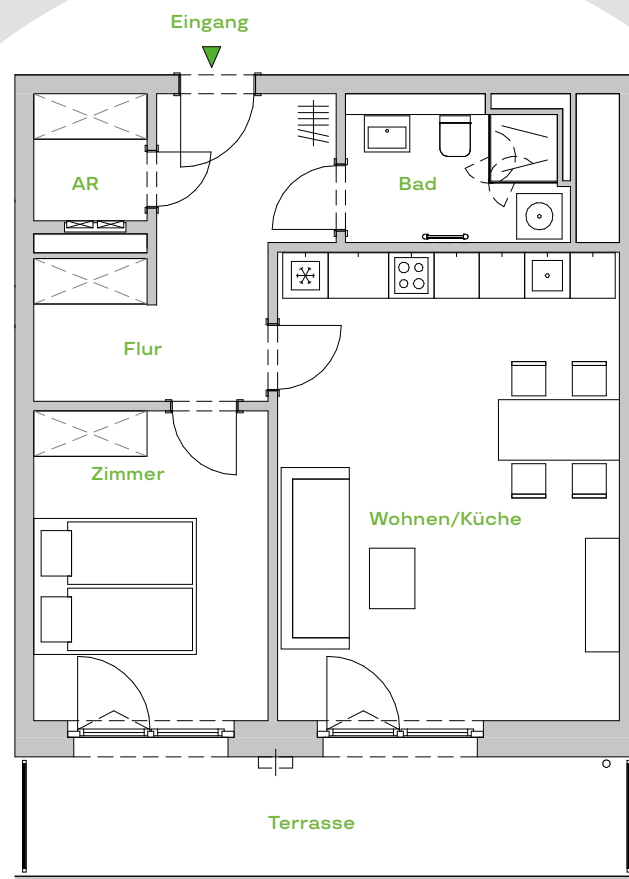 Eingang
AR
Bad
Flur
Zimmer
Wohnen/Küche
Terrasse